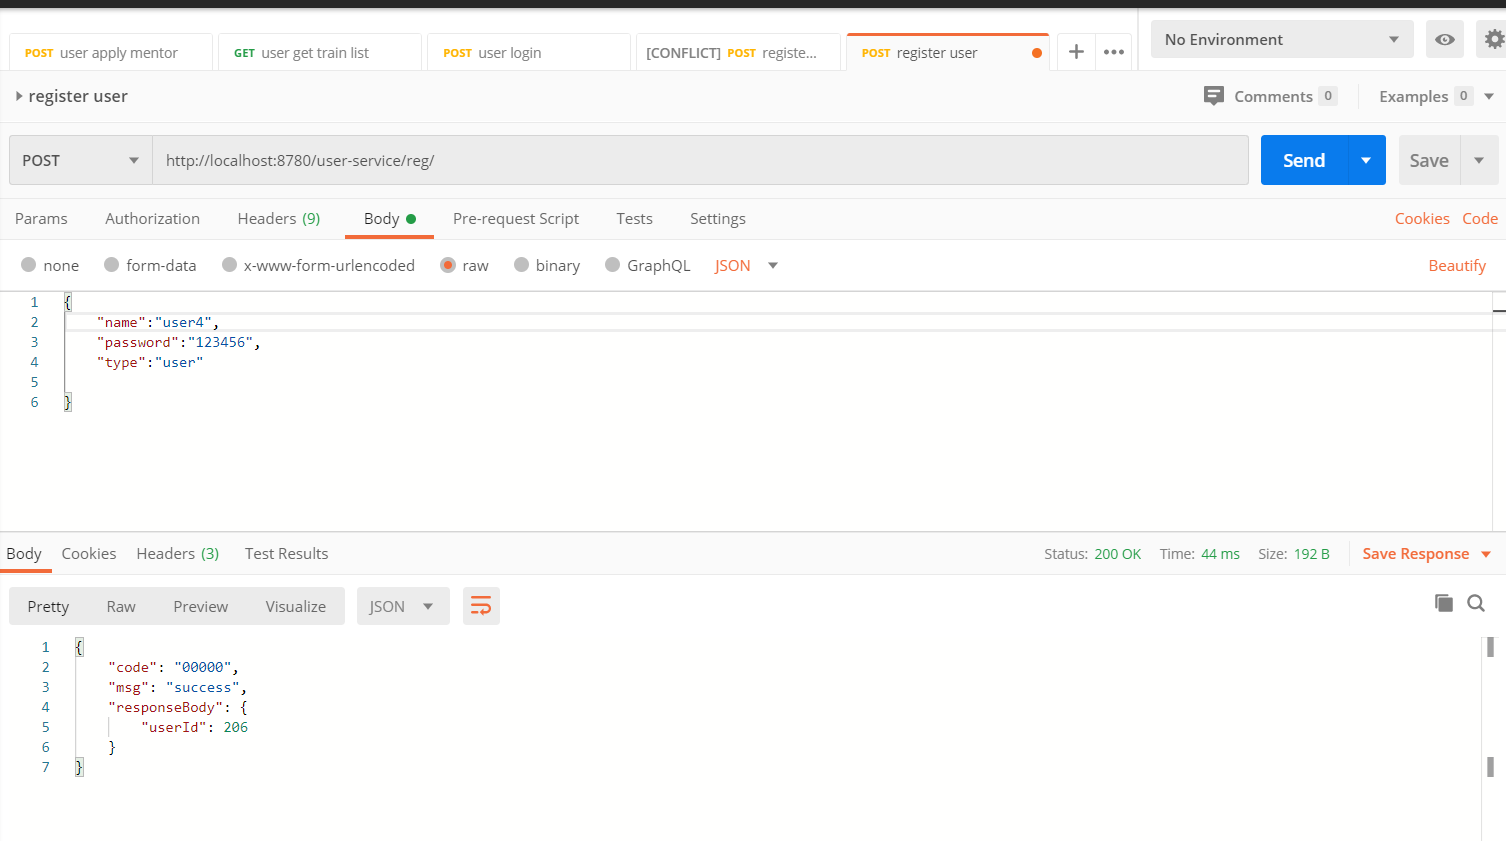 POST user apply mentor GET user get train list POST user login [CONFLICT] POST registe... POST register user No Environment
register user Comments 0 Examples 0
POST http://localhost:8780/user-service/reg/ Send Save
Params Authorization Headers (9) Body Pre-request Script Tests Settings Cookies Code
none form-data x-www-form-urlencoded raw binary GraphQL JSON Beautify
1 {
2 "name":"user4",
3 "password":"123456",
4 "type":"user"
5
6 }
Body Cookies Headers (3) Test Results Status: 200 OK Time: 44 ms Size: 192 B Save Response
Pretty Raw Preview Visualize JSON
1 {
2 "code": "00000",
3 "msg": "success",
4 "responseBody": {
5 "userId": 206
6 }
7 }